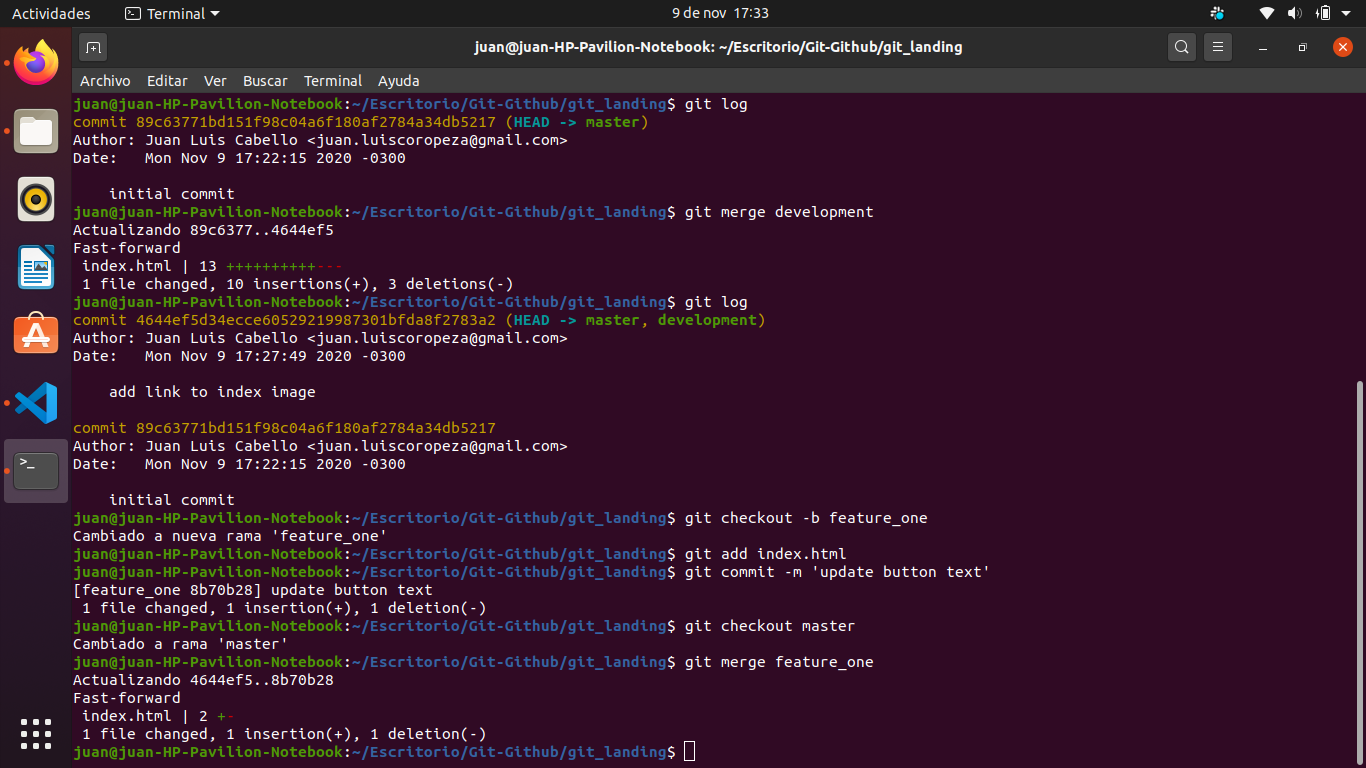 Actividades
Terminal
9 de nov 17:33
juan@juan-HP-Pavilion-Notebook: ~/Escritorio/Git-Github/git_landing
Archivo Editar Ver Buscar Terminal Ayuda
juan@juan-HP-Pavilion-Notebook:~/Escritorio/Git-Github/git_landing$ git log
commit 89c63771bd151f98c04a6f180af2784a34db5217 (HEAD -> master)
Author: Juan Luis Cabello <juan.luiscoropeza@gmail.com>
Date:   Mon Nov 9 17:22:15 2020 -0300
    initial commit
juan@juan-HP-Pavilion-Notebook:~/Escritorio/Git-Github/git_landing$ git merge development
Actualizando 89c6377..4644ef5
Fast-forward
 index.html | 13 ++++++++++---
 1 file changed, 10 insertions(+), 3 deletions(-)
juan@juan-HP-Pavilion-Notebook:~/Escritorio/Git-Github/git_landing$ git log
commit 4644ef5d34ecce60529219987301bfda8f2783a2 (HEAD -> master, development)
Author: Juan Luis Cabello <juan.luiscoropeza@gmail.com>
Date:   Mon Nov 9 17:27:49 2020 -0300
    add link to index image
commit 89c63771bd151f98c04a6f180af2784a34db5217
Author: Juan Luis Cabello <juan.luiscoropeza@gmail.com>
Date:   Mon Nov 9 17:22:15 2020 -0300
    initial commit
juan@juan-HP-Pavilion-Notebook:~/Escritorio/Git-Github/git_landing$ git checkout -b feature_one
Cambiado a nueva rama 'feature_one'
juan@juan-HP-Pavilion-Notebook:~/Escritorio/Git-Github/git_landing$ git add index.html
juan@juan-HP-Pavilion-Notebook:~/Escritorio/Git-Github/git_landing$ git commit -m 'update button text'
[feature_one 8b70b28] update button text
 1 file changed, 1 insertion(+), 1 deletion(-)
juan@juan-HP-Pavilion-Notebook:~/Escritorio/Git-Github/git_landing$ git checkout master
Cambiado a rama 'master'
juan@juan-HP-Pavilion-Notebook:~/Escritorio/Git-Github/git_landing$ git merge feature_one
Actualizando 4644ef5..8b70b28
Fast-forward
 index.html | 2 +-
 1 file changed, 1 insertion(+), 1 deletion(-)
juan@juan-HP-Pavilion-Notebook:~/Escritorio/Git-Github/git_landing$